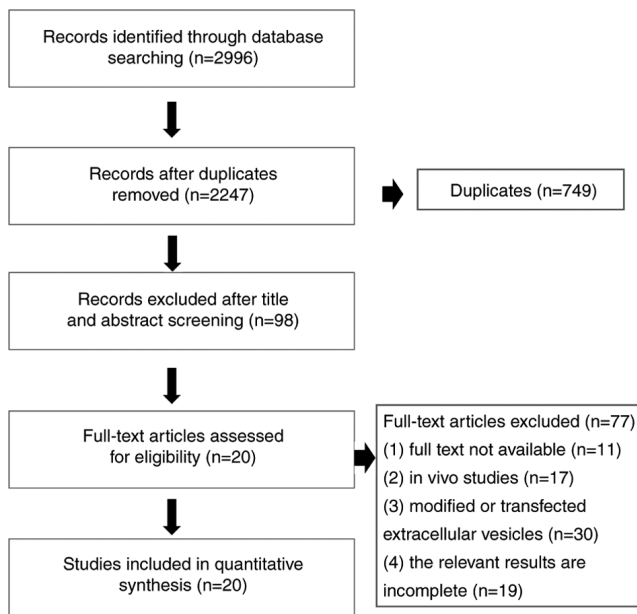 Records identified through database
searching (n=2996)
Records after duplicates
removed (n=2247)
Duplicates (n=749)
Records excluded after title
and abstract screening (n=98)
Full-text articles assessed
for eligibility (n=20)
Full-text articles excluded (n=77)
(1) full text not available (n=11)
(2) in vivo studies (n=17)
(3) modified or transfected
extracellular vesicles (n=30)
(4) the relevant results are
incomplete (n=19)
Studies included in quantitative
synthesis (n=20)